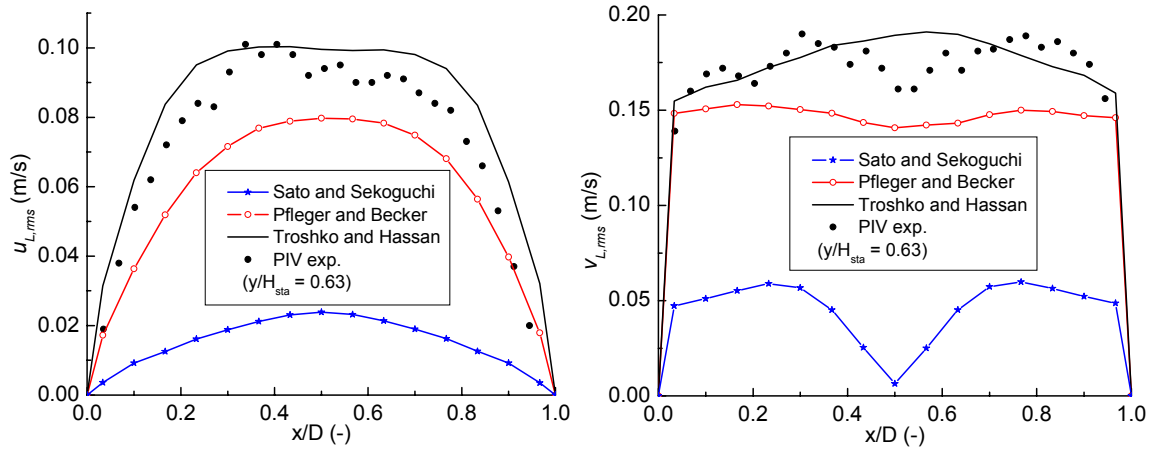 0.10
0.08
0.06
0.04
0.02
0.00
u_{L,rms} (m/s)
Sato and Sekoguchi
Pfleger and Becker
Troshko and Hassan
PIV exp.
(y/H_{sta} = 0.63)
0.0 0.2 0.4 0.6 0.8 1.0
x/D (-)
0.20
0.15
0.10
0.05
0.00
v_{L,rms} (m/s)
Sato and Sekoguchi
Pfleger and Becker
Troshko and Hassan
PIV exp.
(y/H_{sta} = 0.63)
0.0 0.2 0.4 0.6 0.8 1.0
x/D (-)